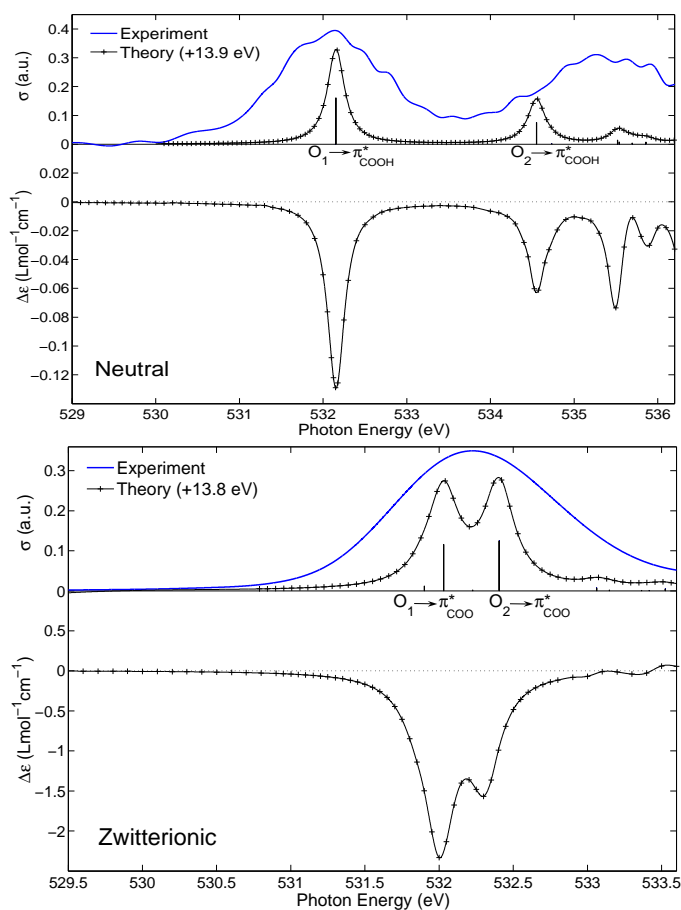 0.4
0.3
0.2
0.1
0
σ (a.u.)
Experiment
Theory (+13.9 eV)
O1→π*COOH
O2→π*COOH
0.02
0
−0.02
−0.04
−0.06
−0.08
−0.1
−0.12
Δε (Lmol−1cm−1)
Neutral
529 530 531 532 533 534 535 536
Photon Energy (eV)
0.3
0.2
0.1
0
σ (a.u.)
Experiment
Theory (+13.8 eV)
O1→π*COO
O2→π*COO
0.5
0
−0.5
−1
−1.5
−2
Δε (Lmol−1cm−1)
Zwitterionic
529.5 530 530.5 531 531.5 532 532.5 533 533.5
Photon Energy (eV)